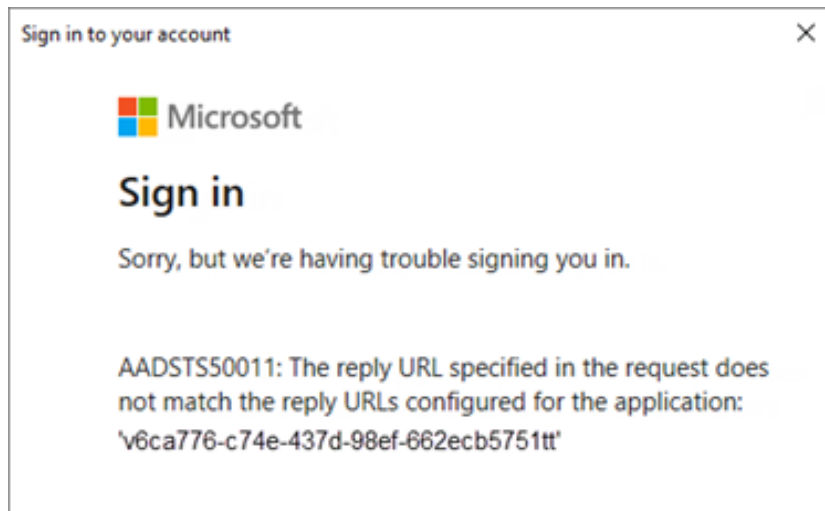 Sign in to your account
Microsoft
Sign in
Sorry, but we're having trouble signing you in.
AADSTS50011: The reply URL specified in the request does
not match the reply URLs configured for the application:
'v6ca776-c74e-437d-98ef-662ecb5751tt'